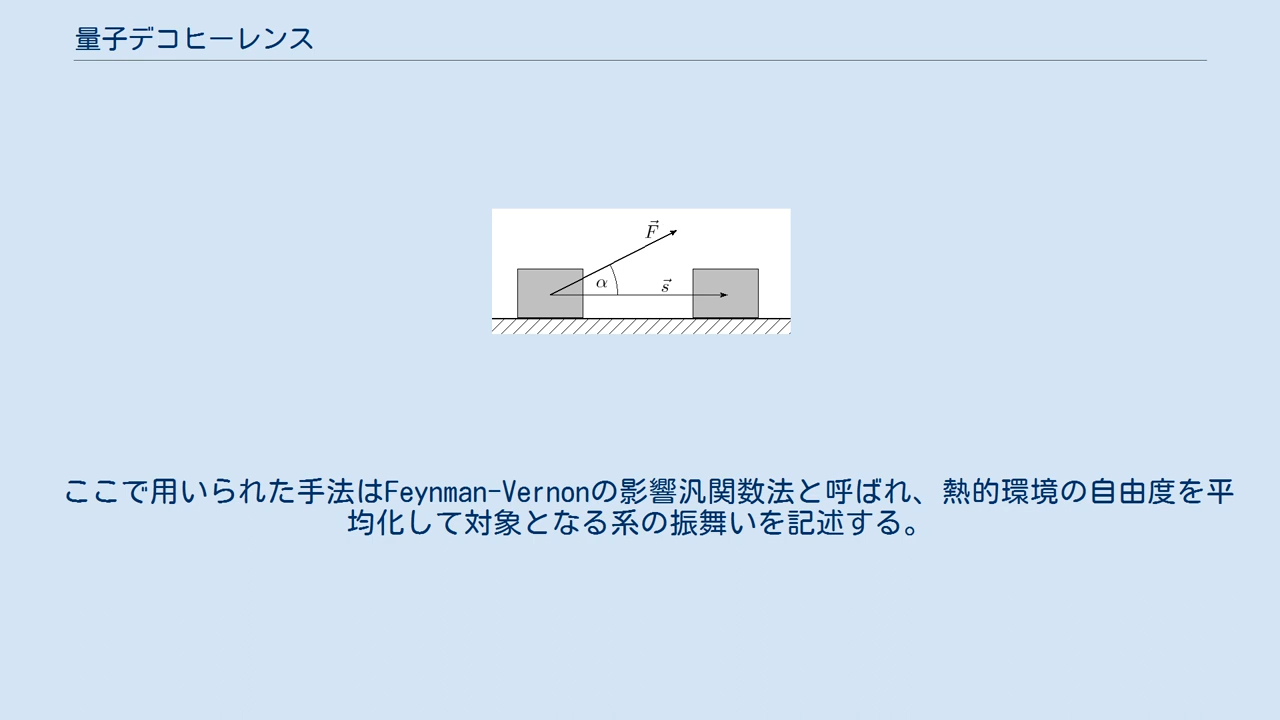 量子デコヒーレンス
F⃗
α
s⃗
ここで用いられた手法はFeynman-Vernonの影響汎関数法と呼ばれ、熱的環境の自由度を平
均化して対象となる系の振舞いを記述する。